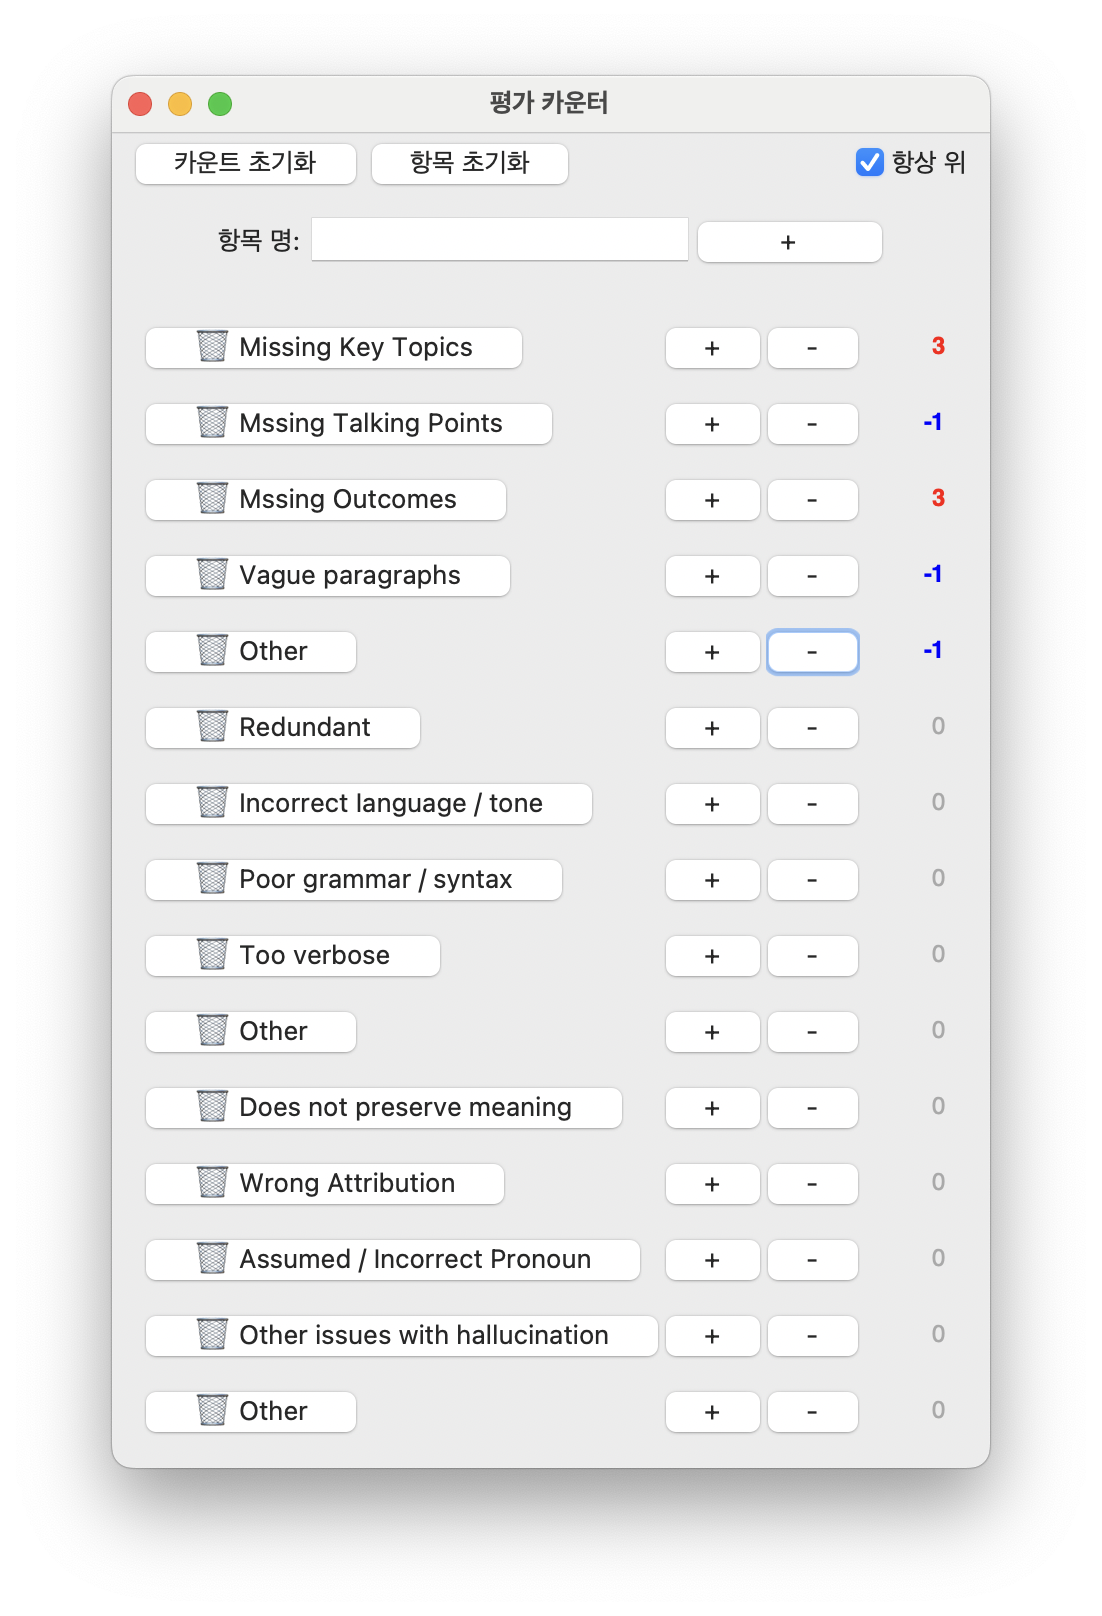 평가 카운터
카운트 초기화 항목 초기화 항상 위
항목 명: +
Missing Key Topics + - 3
Mssing Talking Points + - -1
Mssing Outcomes + - 3
Vague paragraphs + - -1
Other + - -1
Redundant + - 0
Incorrect language / tone + - 0
Poor grammar / syntax + - 0
Too verbose + - 0
Other + - 0
Does not preserve meaning + - 0
Wrong Attribution + - 0
Assumed / Incorrect Pronoun + - 0
Other issues with hallucination + - 0
Other + - 0